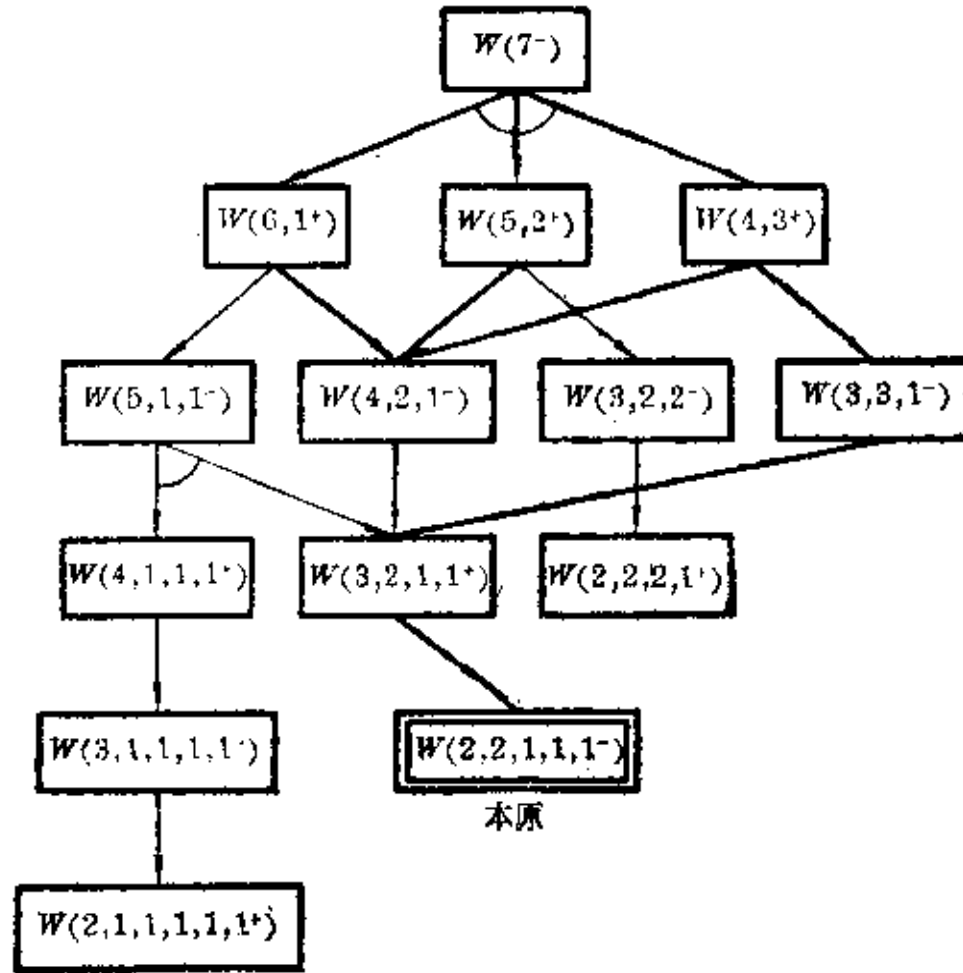 W(7⁻)
W(6,1⁺) W(5,2⁺) W(4,3⁺)
W(5,1,1⁻) W(4,2,1⁻) W(3,2,2⁻) W(3,3,1⁻)
W(4,1,1,1⁺) W(3,2,1,1⁺) W(2,2,2,1⁺)
W(3,1,1,1,1⁻) W(2,2,1,1,1⁻)
本原
W(2,1,1,1,1,1⁺)